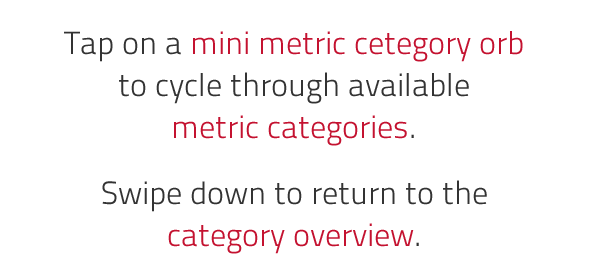 Tap on a mini metric cetegory orb
to cycle through available
metric categories.
Swipe down to return to the
category overview.